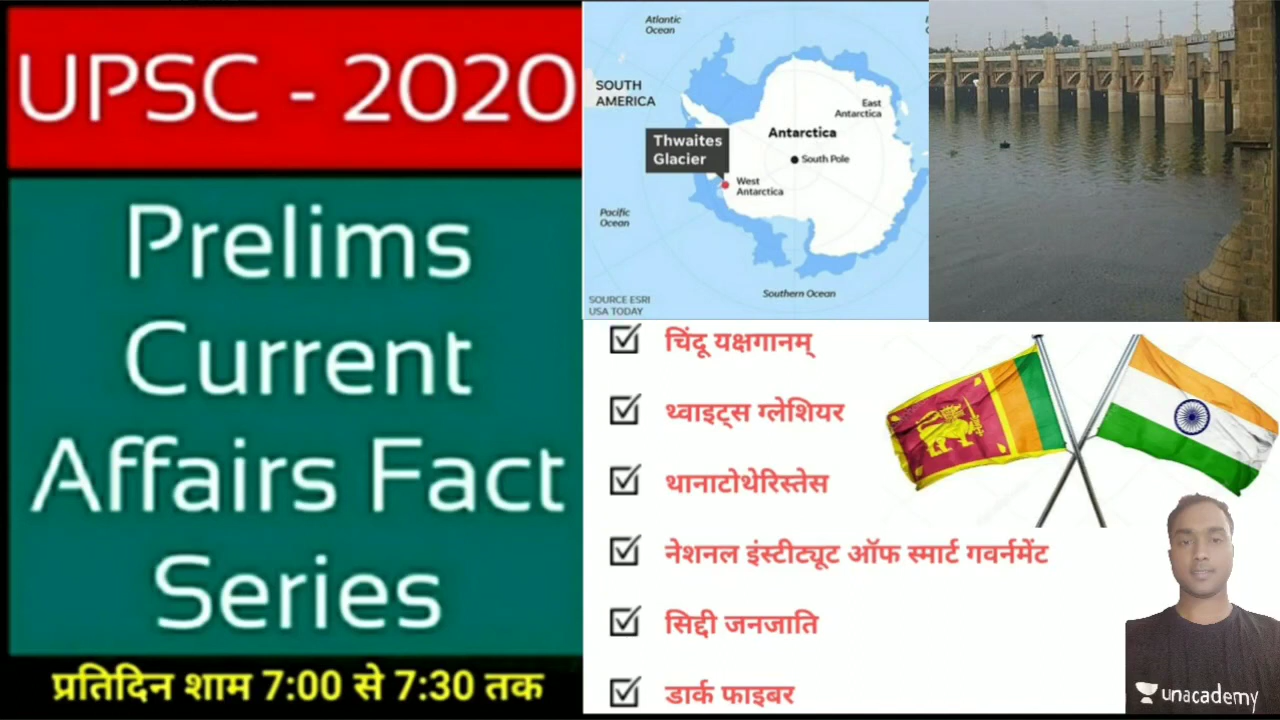 UPSC - 2020
Prelims
Current
Affairs Fact
Series
प्रतिदिन शाम 7:00 से 7:30 तक
Atlantic
Ocean
SOUTH
AMERICA
East
Antarctica
Antarctica
Thwaites
Glacier
South Pole
West
Antarctica
Pacific
Ocean
Southern Ocean
SOURCE ESRI
USA TODAY
चिंदू यक्षगानम्
थ्वाइट्स ग्लेशियर
थानाटोथेरिस्तेस
नेशनल इंस्टीट्यूट ऑफ स्मार्ट गवर्नमेंट
सिद्दी जनजाति
डार्क फाइबर
unacademy